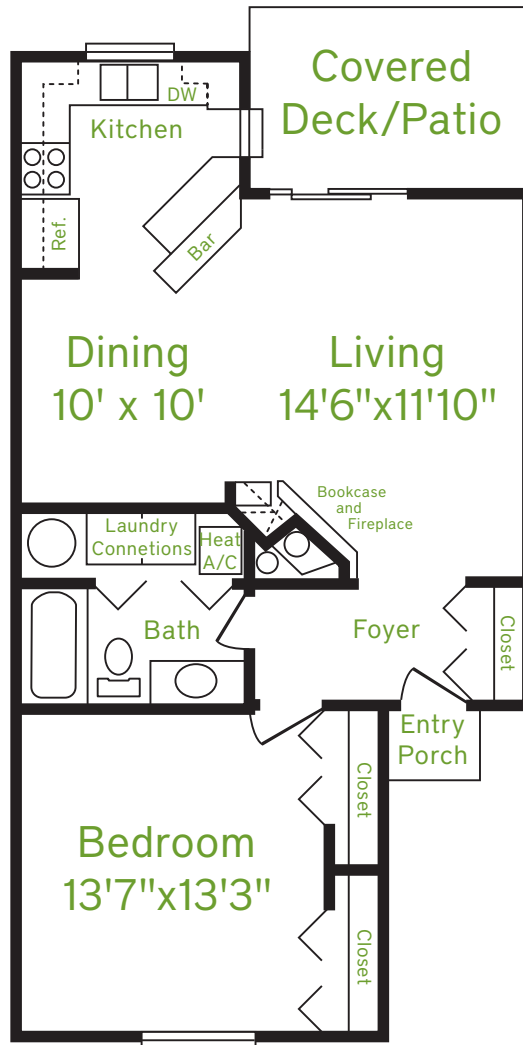 Covered
Deck/Patio
DW
Kitchen
Ref.
Bar
Dining
10' x 10'
Living
14'6"x11'10"
Bookcase
and
Fireplace
Laundry
Connetions
Heat
A/C
Bath
Foyer
Closet
Entry
Porch
Closet
Bedroom
13'7"x13'3"
Closet